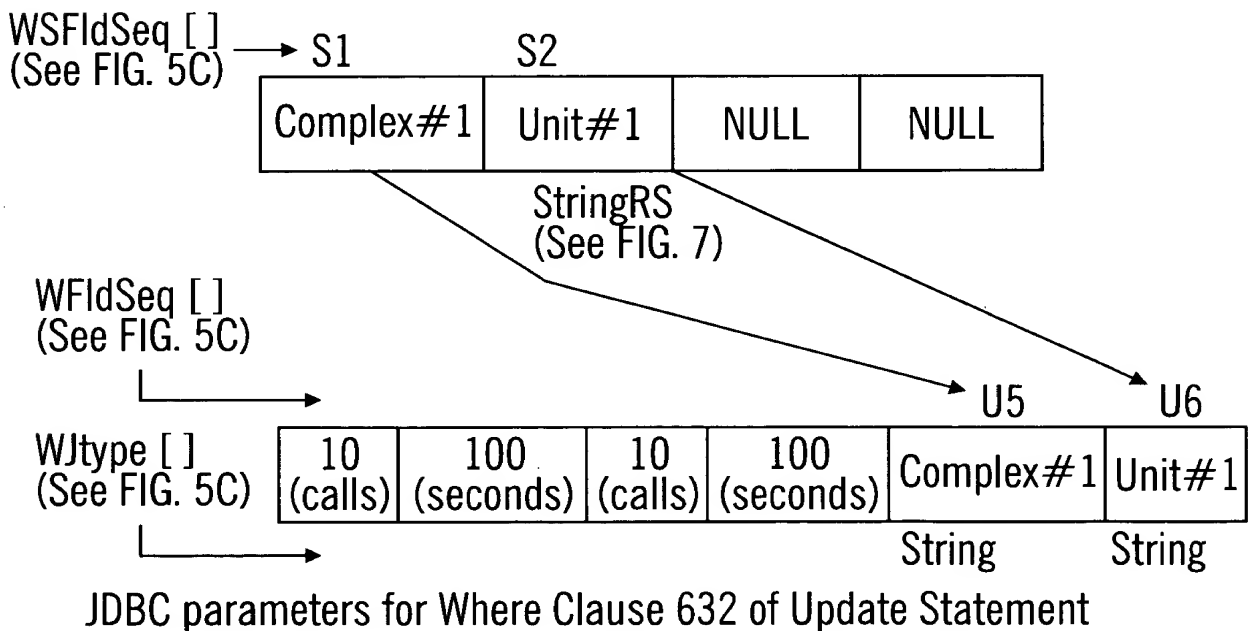 WSFldSeq [ ]
(See FIG. 5C)
S1 S2
Complex#1 Unit#1 NULL NULL
StringRS
(See FIG. 7)
WFldSeq [ ]
(See FIG. 5C)
U5 U6
WJtype [ ]
(See FIG. 5C)
10 100 10 100 Complex#1 Unit#1
(calls) (seconds) (calls) (seconds)
String String
JDBC parameters for Where Clause 632 of Update Statement